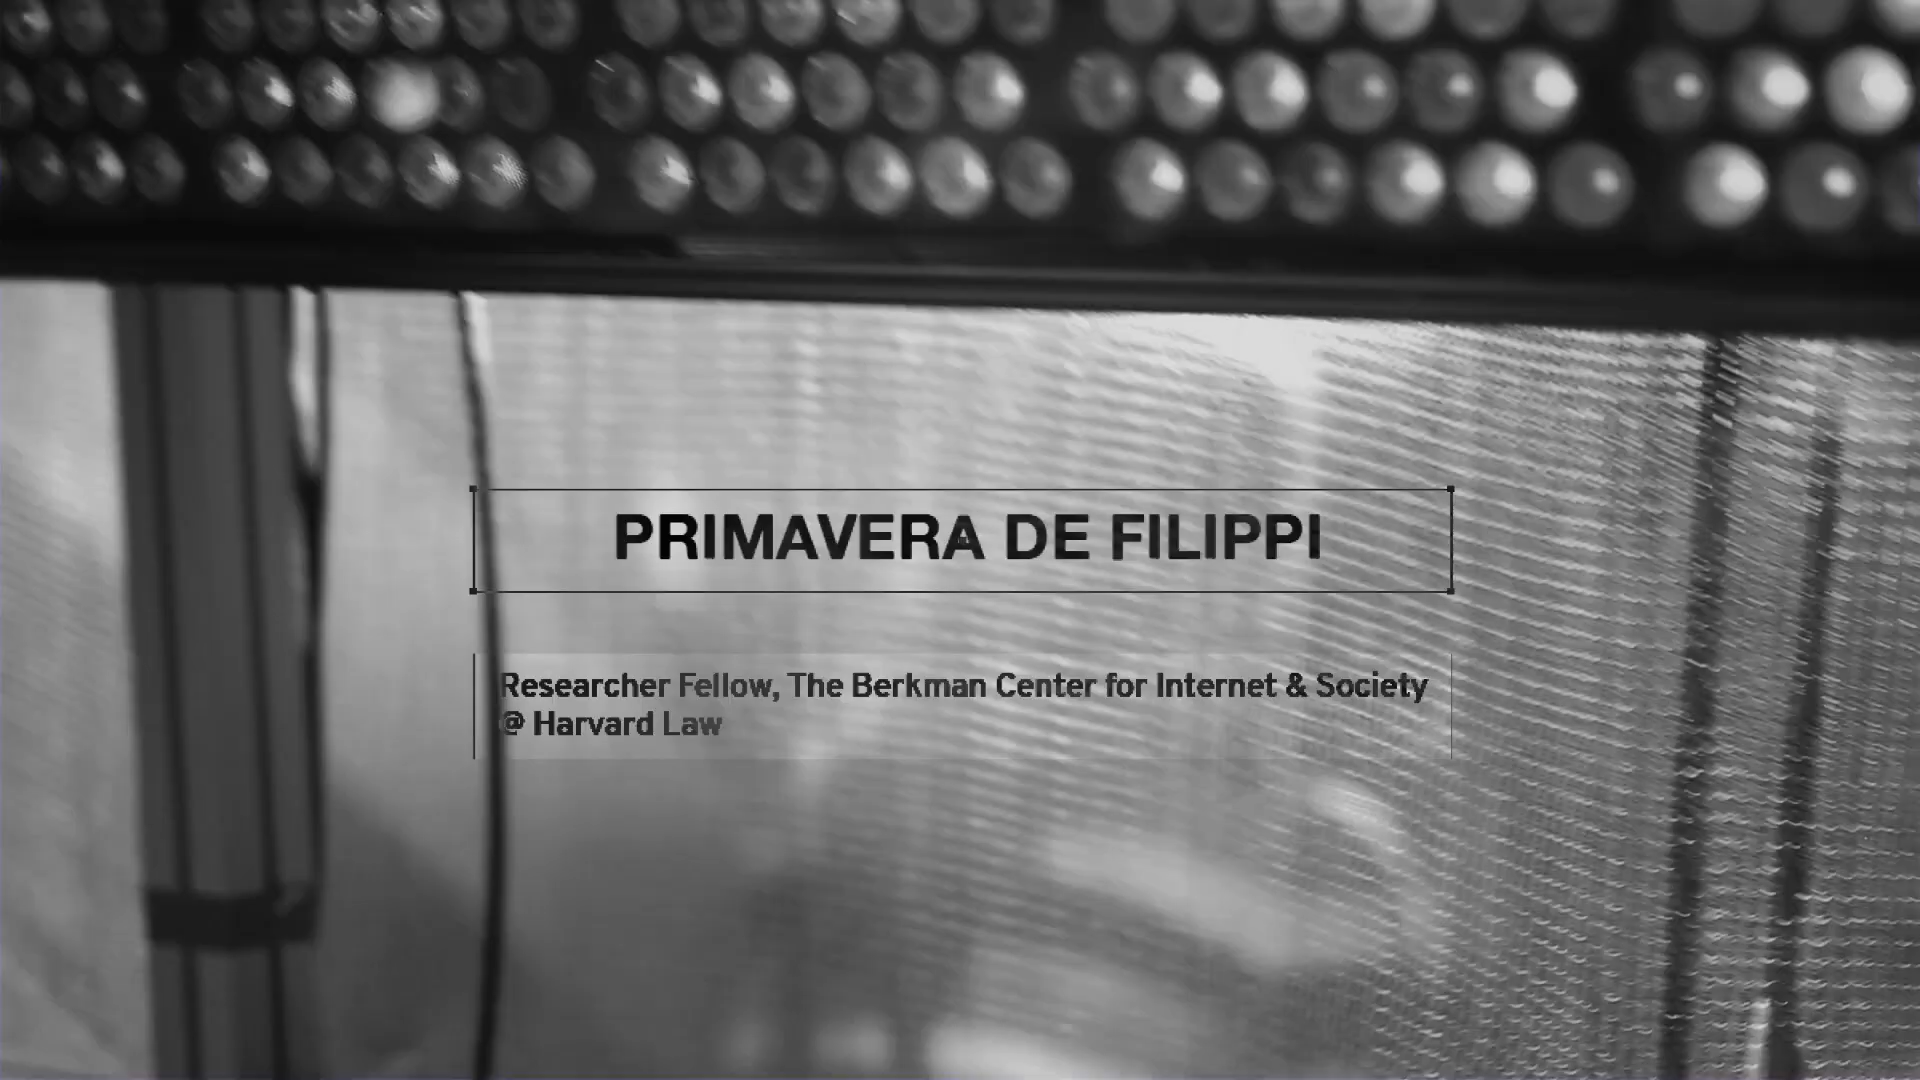 PRIMAVERA DE FILIPPI
Researcher Fellow, The Berkman Center for Internet & Society
@ Harvard Law